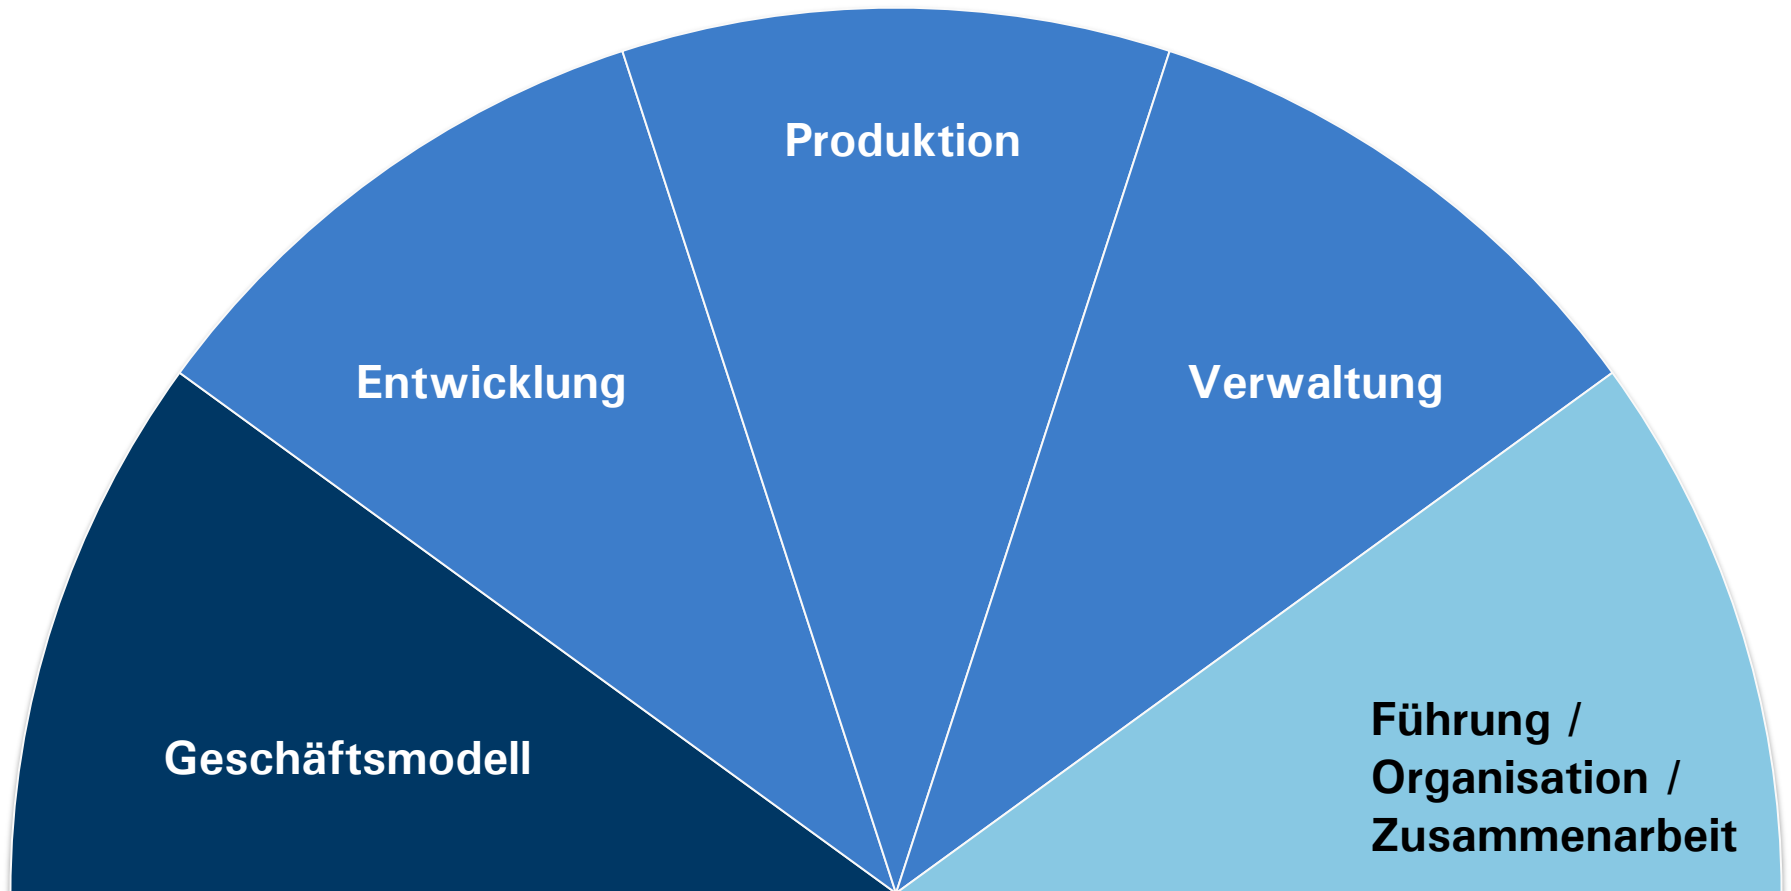 Produktion
Entwicklung
Verwaltung
Geschäftsmodell
Führung /
Organisation /
Zusammenarbeit